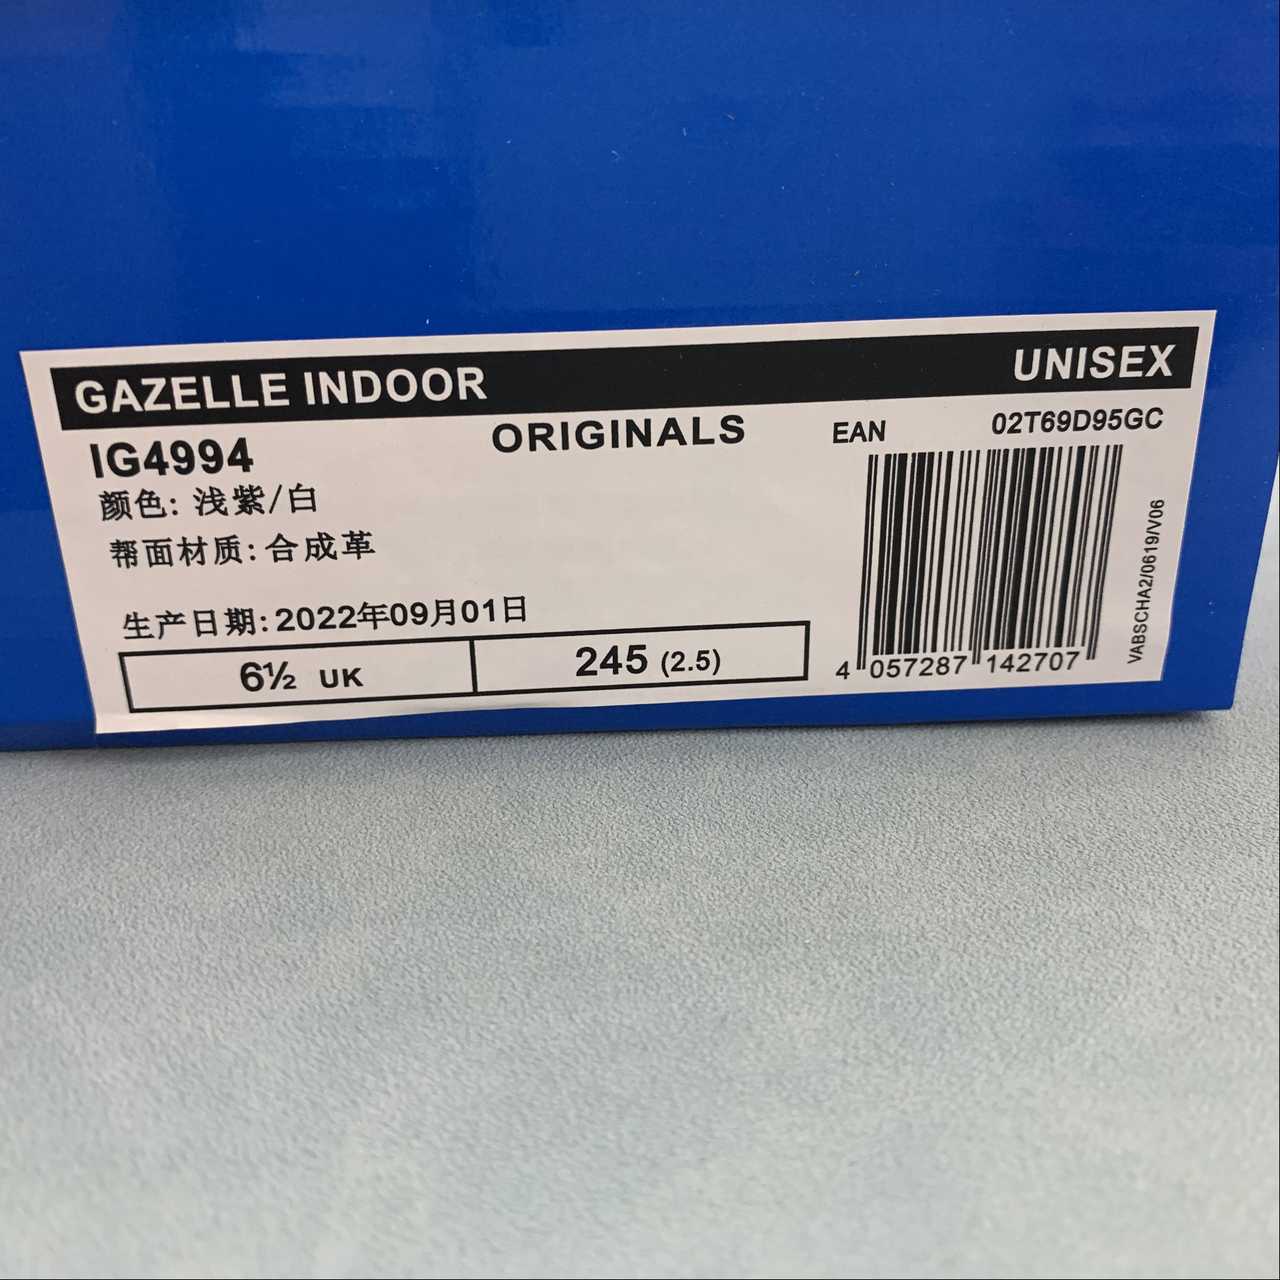 GAZELLE INDOOR UNISEX
IG4994 ORIGINALS EAN 02T69D95GC
颜色: 浅紫/白
帮面材质: 合成革
生产日期: 2022年09月01日
6½ UK 245 (2.5)
4 057287 142707
VABSCHA2/0619/V06